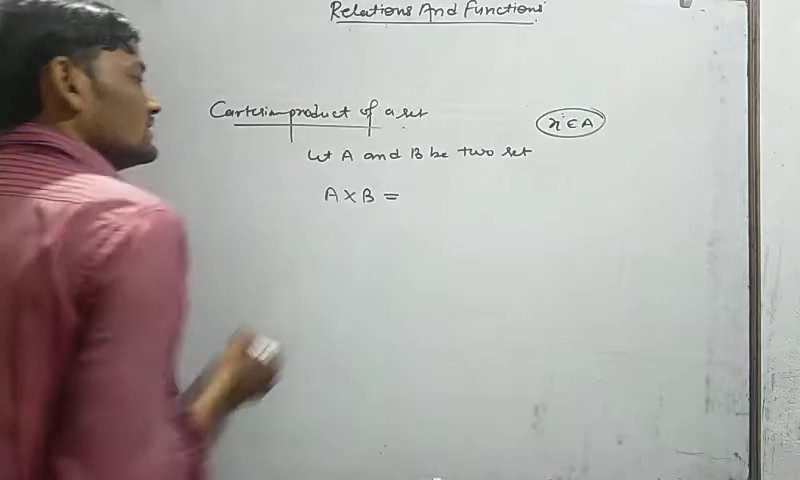 Relations And Functions
Cartesian product of a set
x ∈ A
Let A and B be two set
A × B =